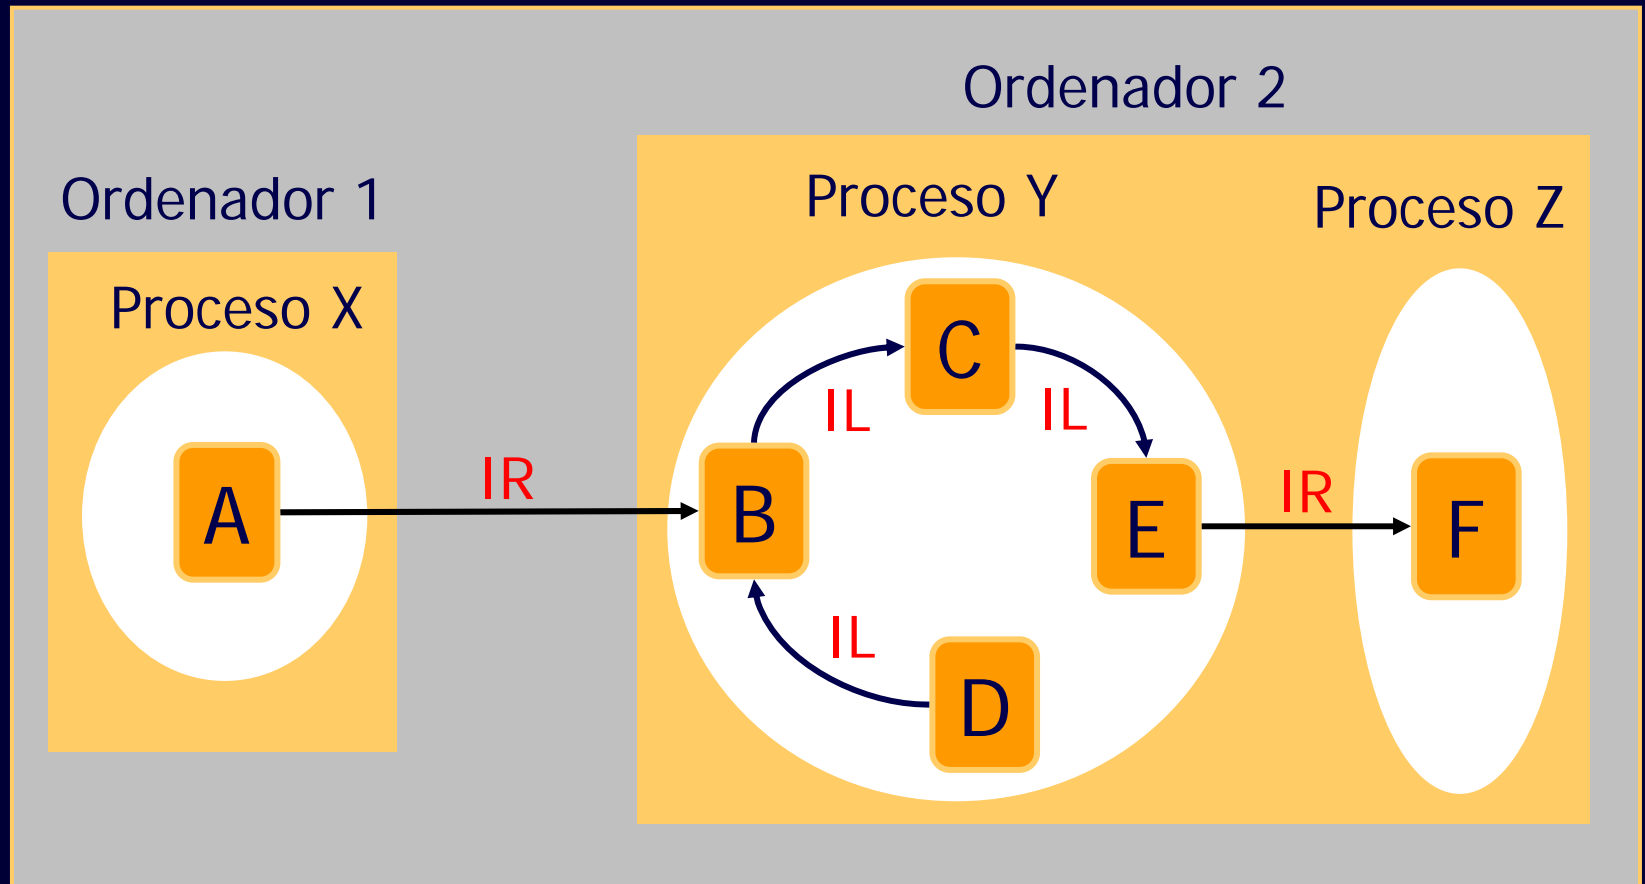 Ordenador 2
Ordenador 1
Proceso Y
Proceso Z
Proceso X
C
IL
IL
A
IR
B
E
IR
F
IL
D